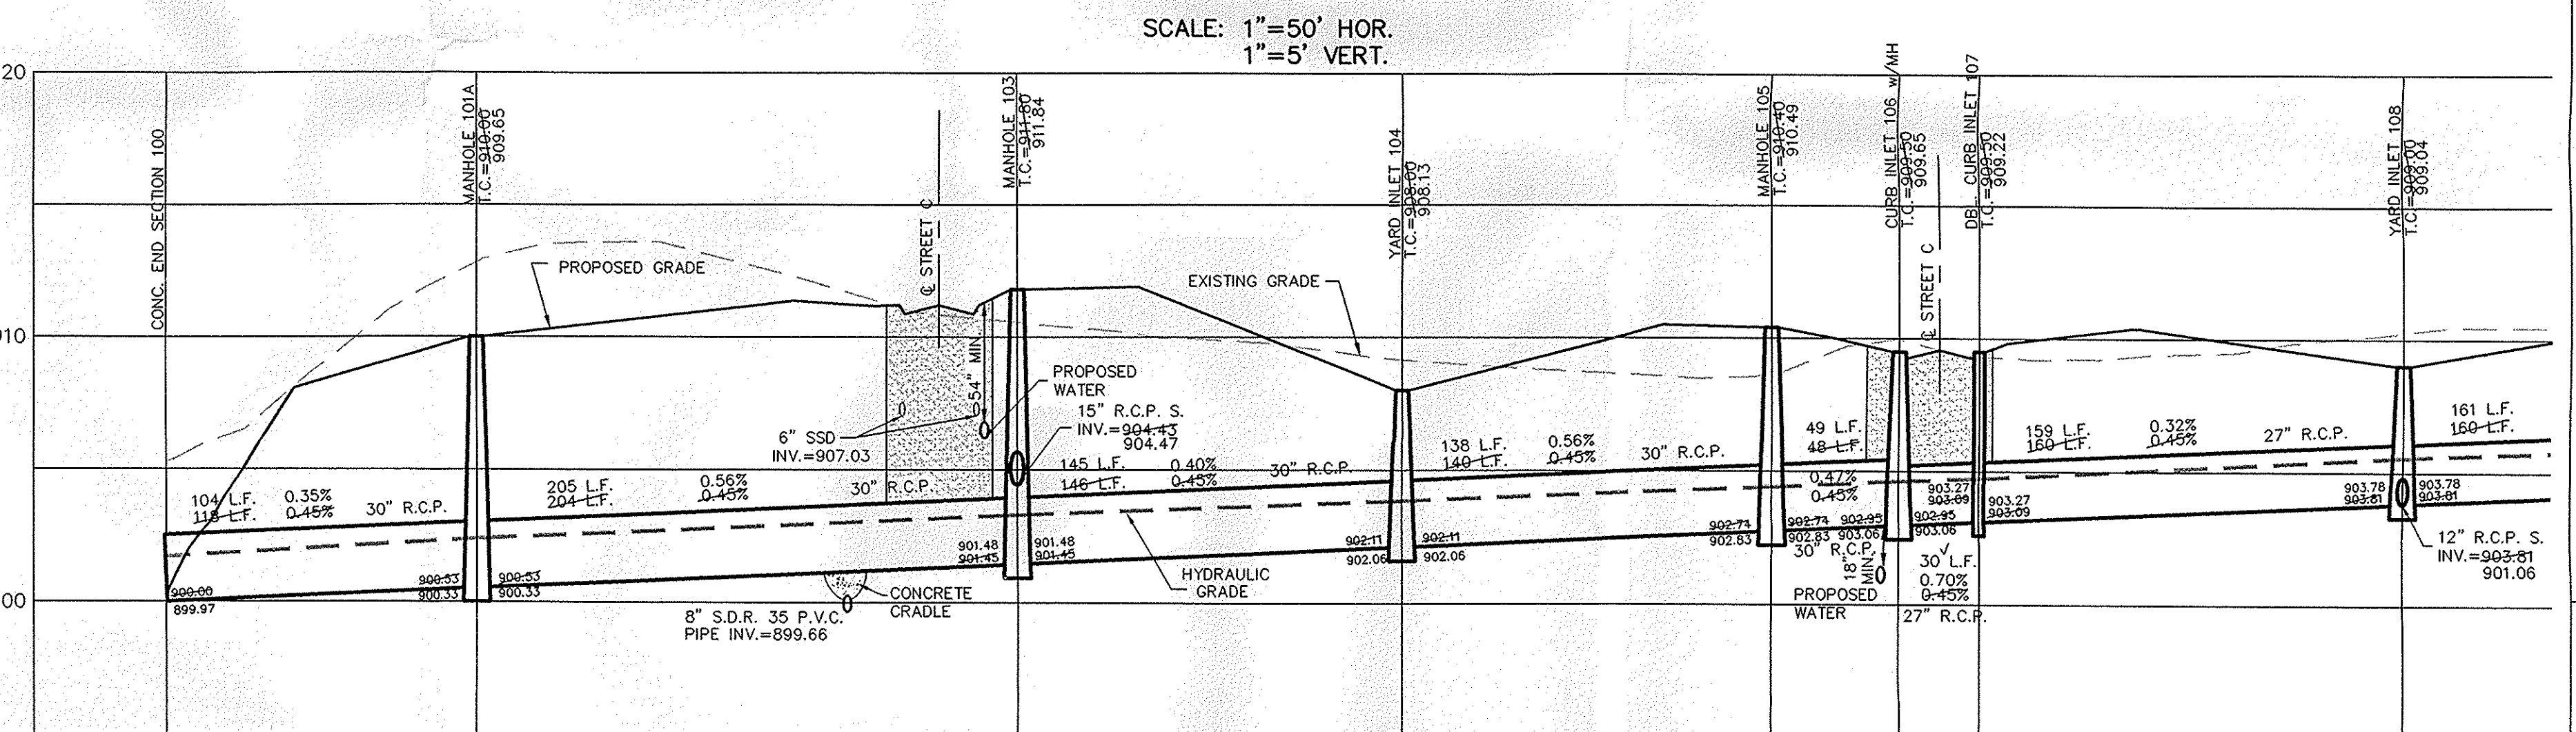 SCALE: 1"=50' HOR.
1"=5' VERT.
20
10
00
CONC. END SECTION 100
MANHOLE 101A
T.C.=910.00
909.65
℄ STREET C
MANHOLE 103
T.C.=911.80
911.84
YARD INLET 104
T.C.=908.00
908.13
MANHOLE 105
T.C.=910.40
910.49
CURB INLET 106 w/MH
T.C.=909.50
909.65
℄ STREET C
DBL. CURB INLET 107
T.C.=909.50
909.22
YARD INLET 108
T.C.=909.00
909.04
PROPOSED GRADE
EXISTING GRADE
54" MIN.
PROPOSED
WATER
15" R.C.P. S.
INV.=904.43
904.47
6" SSD
INV.=907.03
104 L.F.
118 L.F.
0.35%
0.45%
30" R.C.P.
205 L.F.
204 L.F.
0.56%
0.45%
30" R.C.P.
145 L.F.
146 L.F.
0.40%
0.45%
30" R.C.P.
138 L.F.
140 L.F.
0.56%
0.45%
30" R.C.P.
49 L.F.
48 L.F.
0.47%
0.45%
30" R.C.P.
159 L.F.
160 L.F.
0.32%
0.45%
27" R.C.P.
161 L.F.
160 L.F.
900.00
899.97
900.53
900.33
900.53
900.33
901.48
901.45
901.48
901.45
902.11
902.06
902.11
902.06
902.74
902.83
902.74
902.83
902.95
903.06
902.95
903.06
903.27
903.09
903.27
903.09
903.78
903.81
903.78
903.81
8" S.D.R. 35 P.V.C.
PIPE INV.=899.66
CONCRETE
CRADLE
HYDRAULIC
GRADE
18" MIN.
PROPOSED
WATER
30 L.F.
0.70%
0.45%
27" R.C.P.
12" R.C.P. S.
INV.=903.81
901.06